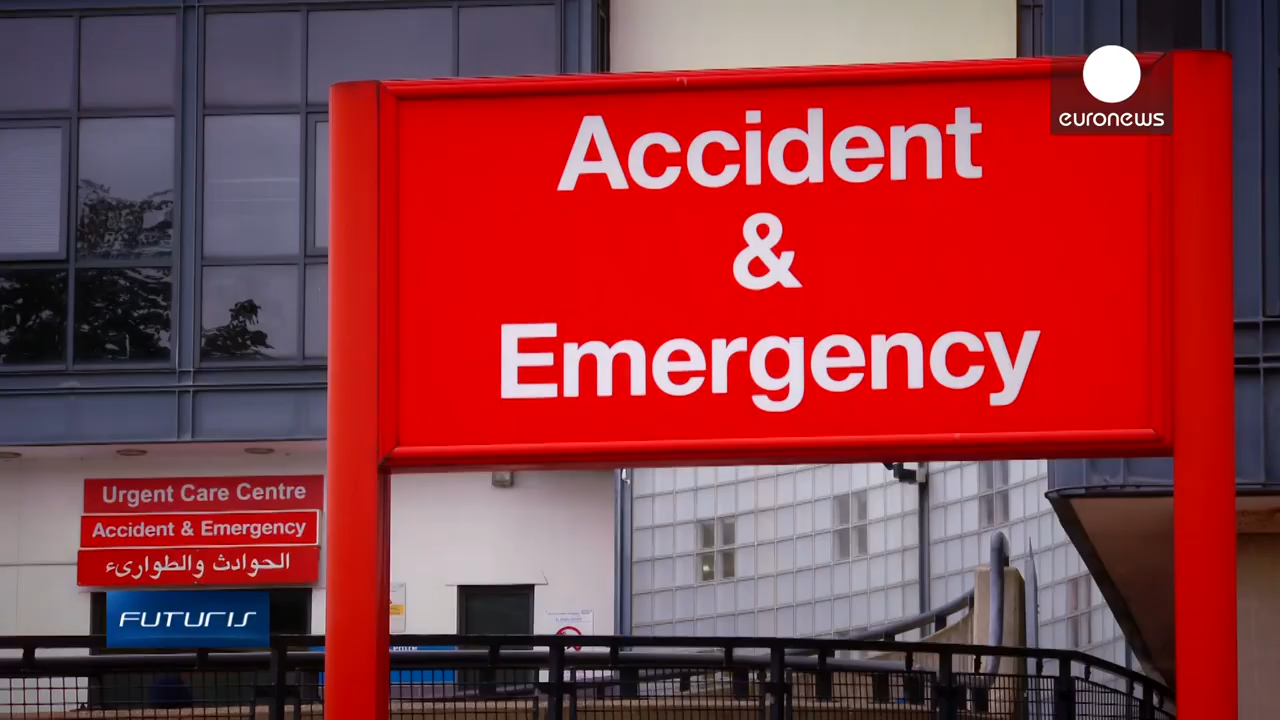 euronews
Accident
&
Emergency
Urgent Care Centre
Accident & Emergency
الحوادث والطوارىء
FUTURIS